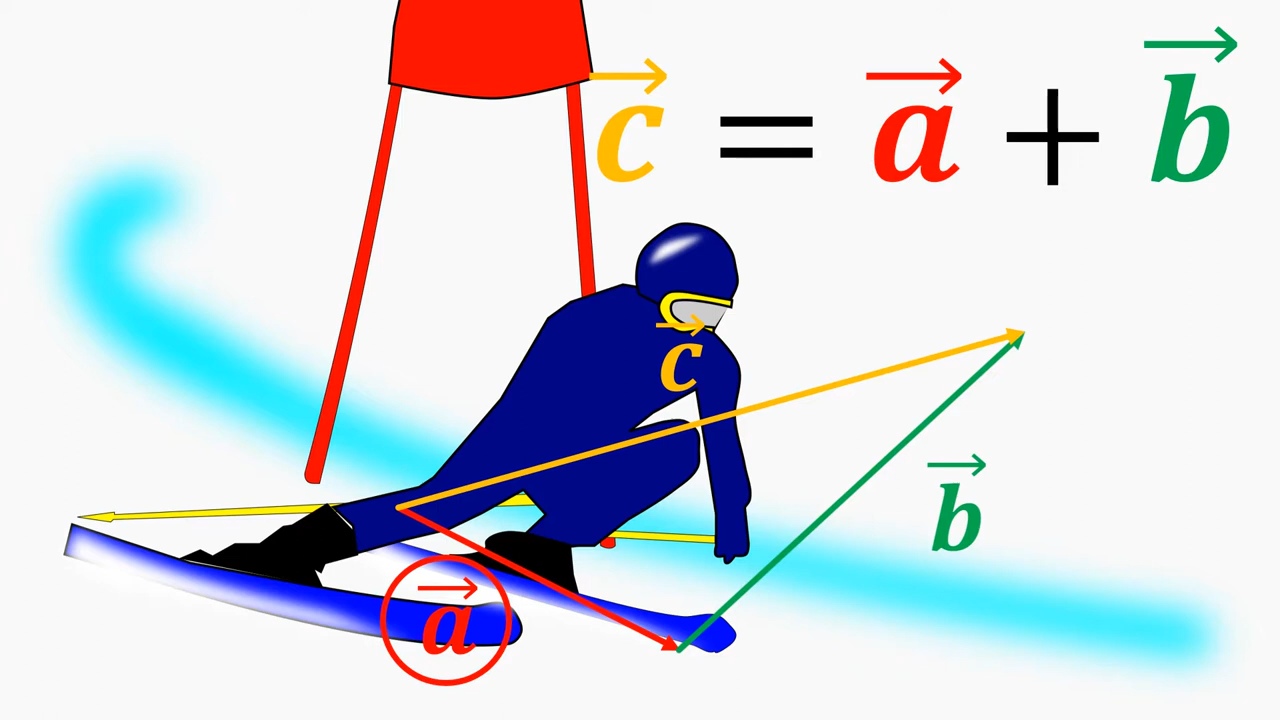 c⃗ = a⃗ + b⃗
c⃗
b⃗
a⃗